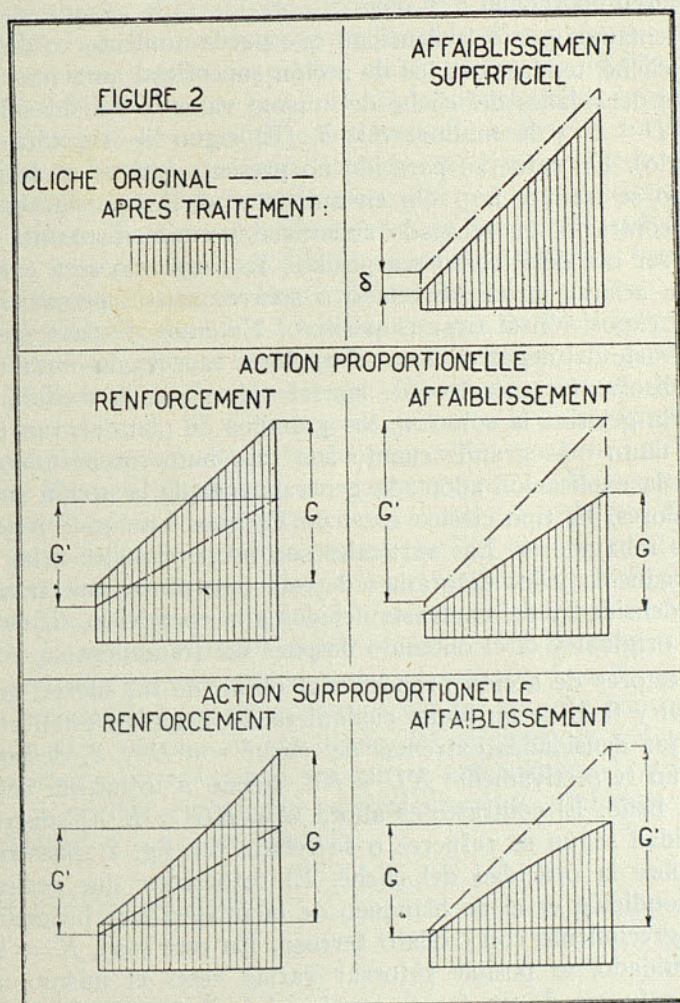 FIGURE 2
CLICHE ORIGINAL
APRES TRAITEMENT:
AFFAIBLISSEMENT
SUPERFICIEL
δ
ACTION PROPORTIONELLE
RENFORCEMENT
AFFAIBLISSEMENT
G'
G
G'
G
ACTION SURPROPORTIONELLE
RENFORCEMENT
AFFAIBLISSEMENT
G'
G
G
G'